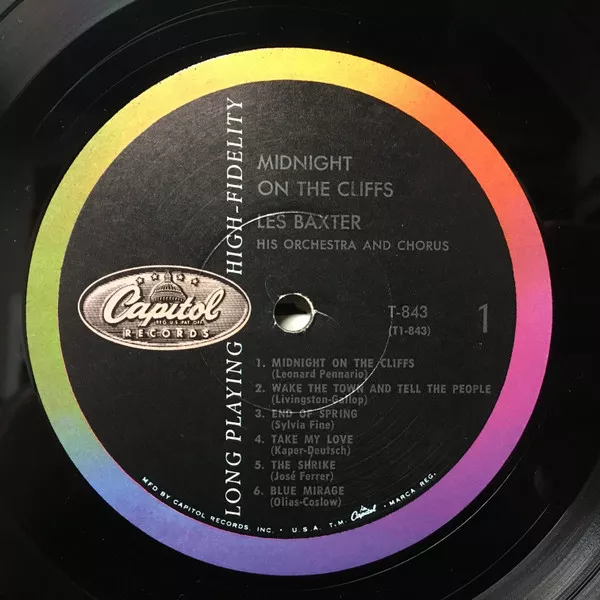 MIDNIGHT
ON THE CLIFFS
LES BAXTER
HIS ORCHESTRA AND CHORUS
LONG PLAYING HIGH-FIDELITY
Capitol
REG. U.S. PAT. OFF.
RECORDS
T-843
(T1-843)
1
1. MIDNIGHT ON THE CLIFFS
(Leonard Pennario)
2. WAKE THE TOWN AND TELL THE PEOPLE
(Livingston-Gallop)
3. END OF SPRING
(Sylvia Fine)
4. TAKE MY LOVE
(Kaper-Deutsch)
5. THE SHRIKE
(José Ferrer)
6. BLUE MIRAGE
(Olias-Coslow)
MFD BY CAPITOL RECORDS, INC. • U.S.A. T.M. Capitol MARCA REG.